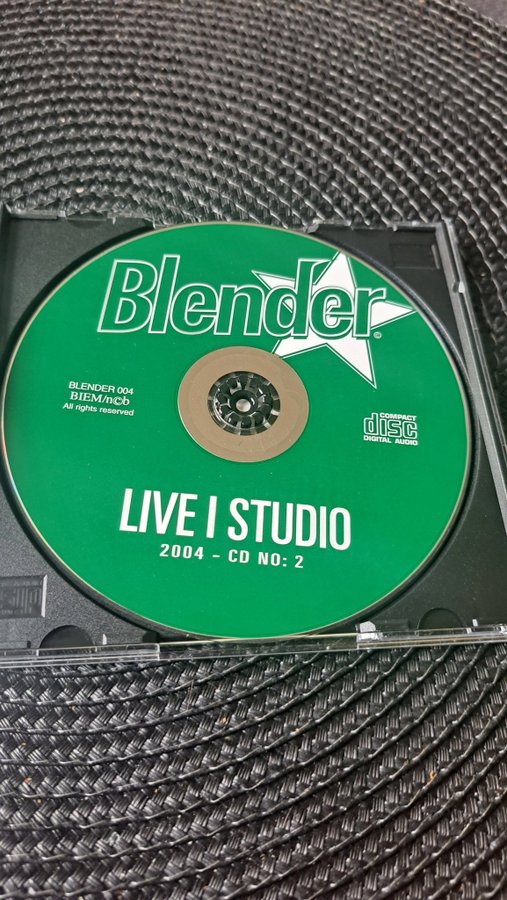 Blender
©
BLENDER 004
BIEM/n©b
All rights reserved
COMPACT
disc
DIGITAL AUDIO
LIVE I STUDIO
2004 - CD NO: 2